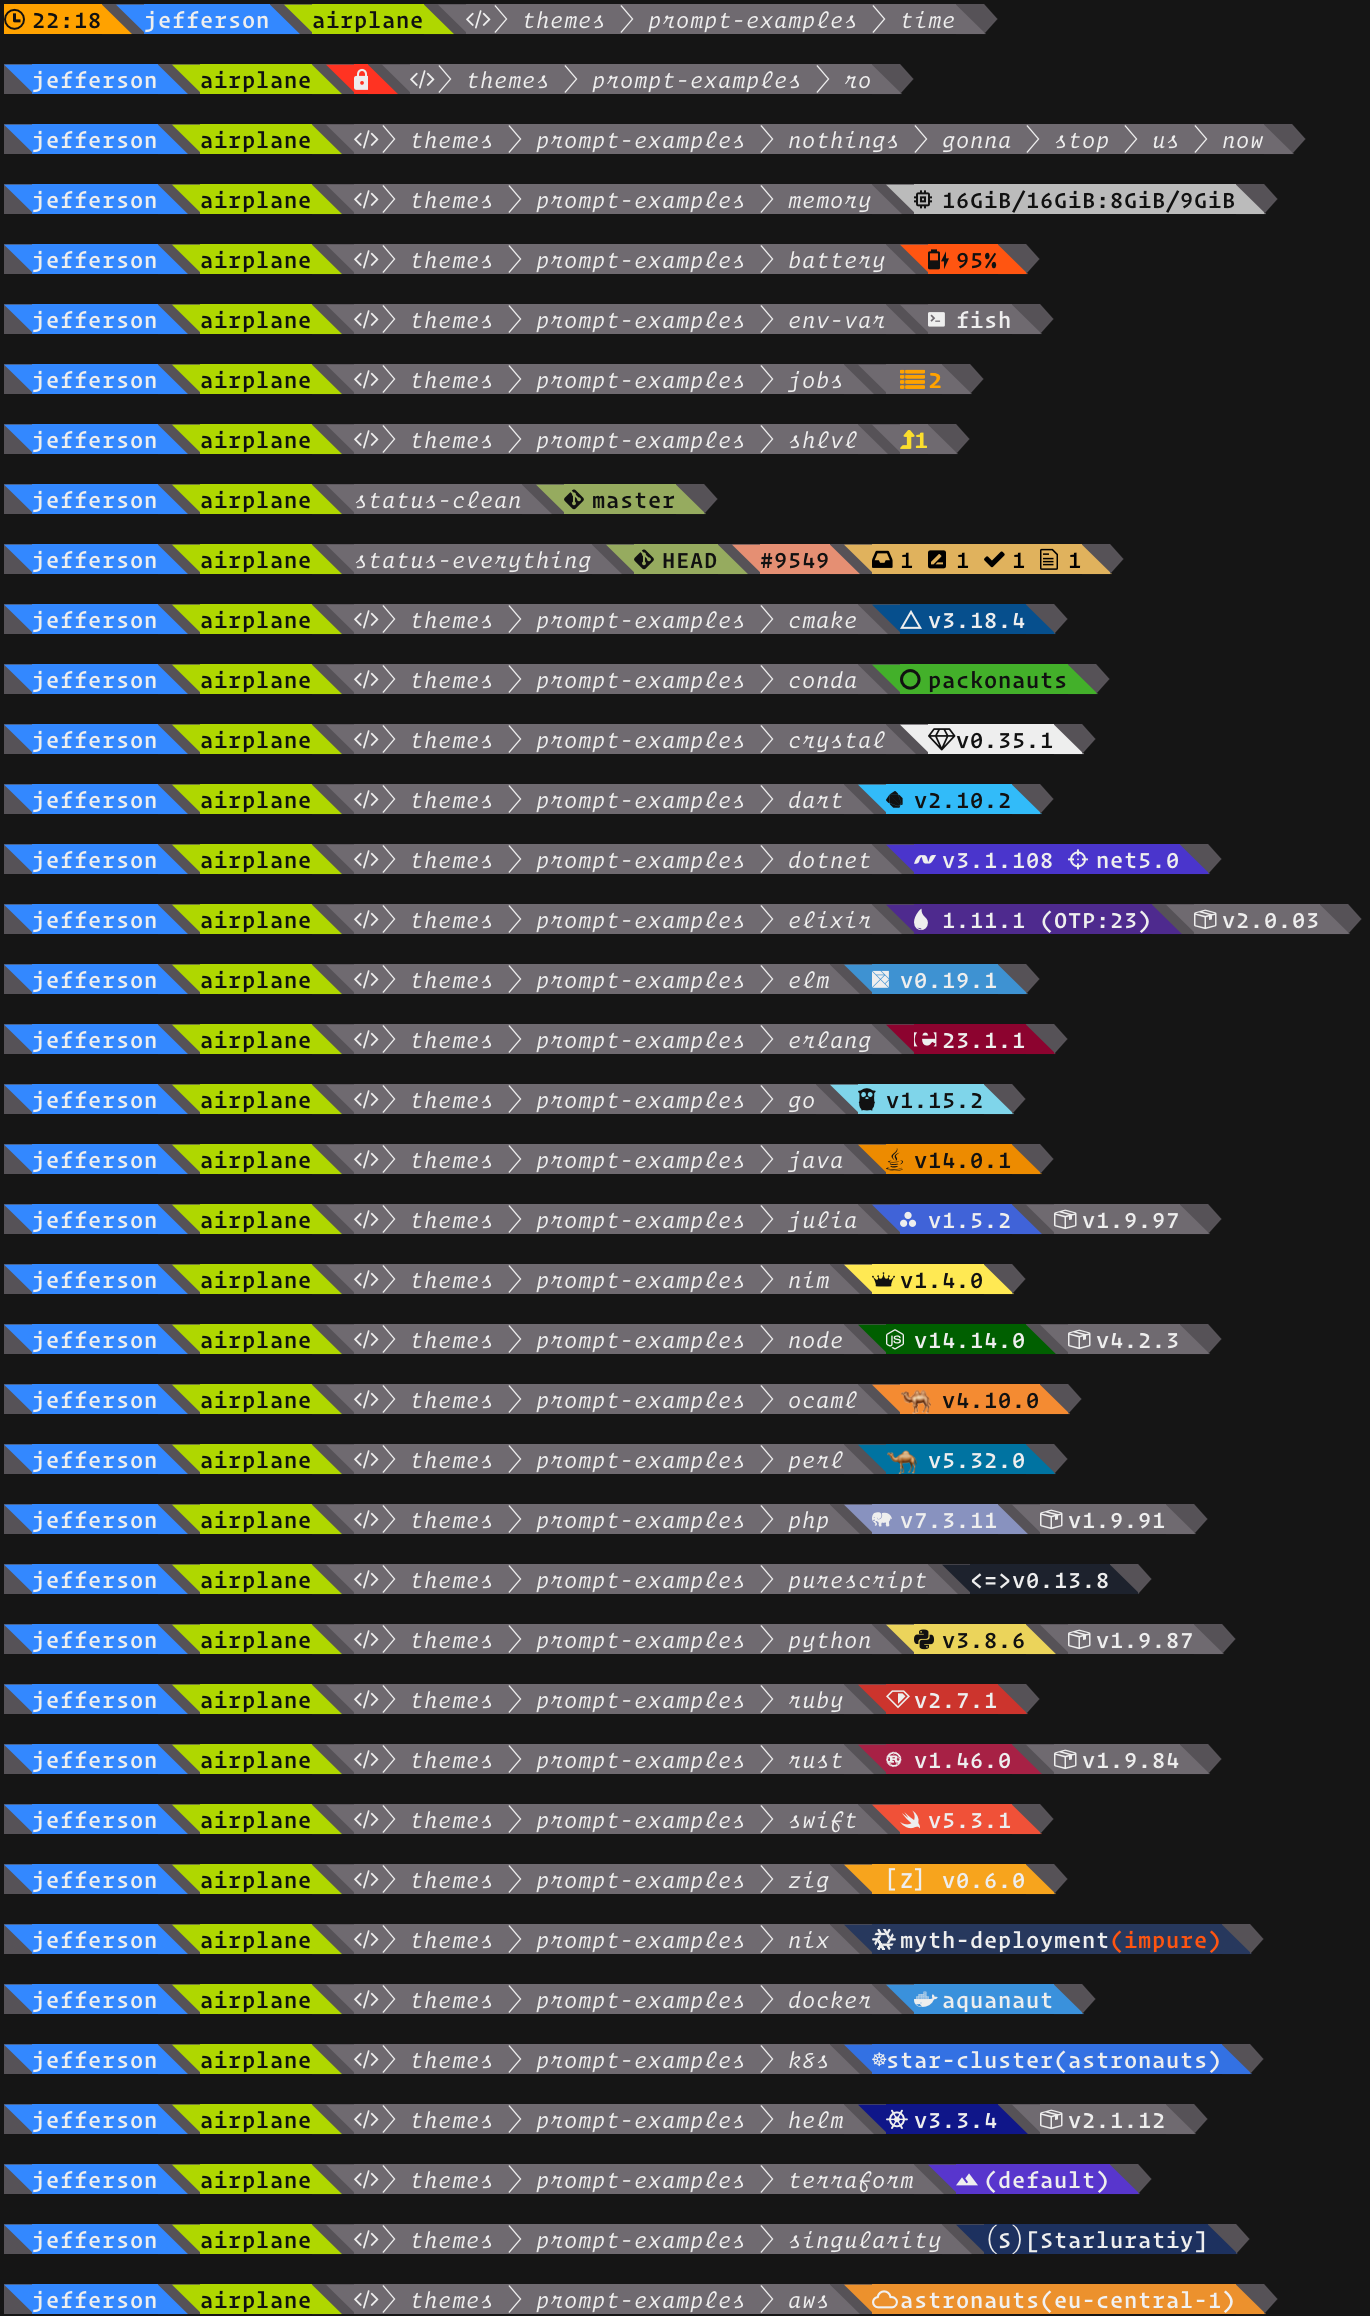 22:18 jefferson airplane </> themes prompt-examples time
jefferson airplane </> themes prompt-examples ro
jefferson airplane </> themes prompt-examples nothings gonna stop us now
jefferson airplane </> themes prompt-examples memory 16GiB/16GiB:8GiB/9GiB
jefferson airplane </> themes prompt-examples battery 95%
jefferson airplane </> themes prompt-examples env-var fish
jefferson airplane </> themes prompt-examples jobs 2
jefferson airplane </> themes prompt-examples shlvl 1
jefferson airplane status-clean master
jefferson airplane status-everything HEAD #9549 1 1 1 1
jefferson airplane </> themes prompt-examples cmake v3.18.4
jefferson airplane </> themes prompt-examples conda packonauts
jefferson airplane </> themes prompt-examples crystal v0.35.1
jefferson airplane </> themes prompt-examples dart v2.10.2
jefferson airplane </> themes prompt-examples dotnet v3.1.108 net5.0
jefferson airplane </> themes prompt-examples elixir 1.11.1 (OTP:23) v2.0.03
jefferson airplane </> themes prompt-examples elm v0.19.1
jefferson airplane </> themes prompt-examples erlang 23.1.1
jefferson airplane </> themes prompt-examples go v1.15.2
jefferson airplane </> themes prompt-examples java v14.0.1
jefferson airplane </> themes prompt-examples julia v1.5.2 v1.9.97
jefferson airplane </> themes prompt-examples nim v1.4.0
jefferson airplane </> themes prompt-examples node v14.14.0 v4.2.3
jefferson airplane </> themes prompt-examples ocaml v4.10.0
jefferson airplane </> themes prompt-examples perl v5.32.0
jefferson airplane </> themes prompt-examples php v7.3.11 v1.9.91
jefferson airplane </> themes prompt-examples purescript <=>v0.13.8
jefferson airplane </> themes prompt-examples python v3.8.6 v1.9.87
jefferson airplane </> themes prompt-examples ruby v2.7.1
jefferson airplane </> themes prompt-examples rust v1.46.0 v1.9.84
jefferson airplane </> themes prompt-examples swift v5.3.1
jefferson airplane </> themes prompt-examples zig [Z] v0.6.0
jefferson airplane </> themes prompt-examples nix myth-deployment(impure)
jefferson airplane </> themes prompt-examples docker aquanaut
jefferson airplane </> themes prompt-examples k8s star-cluster(astronauts)
jefferson airplane </> themes prompt-examples helm v3.3.4 v2.1.12
jefferson airplane </> themes prompt-examples terraform (default)
jefferson airplane </> themes prompt-examples singularity (S)[Starluratiy]
jefferson airplane </> themes prompt-examples aws astronauts(eu-central-1)